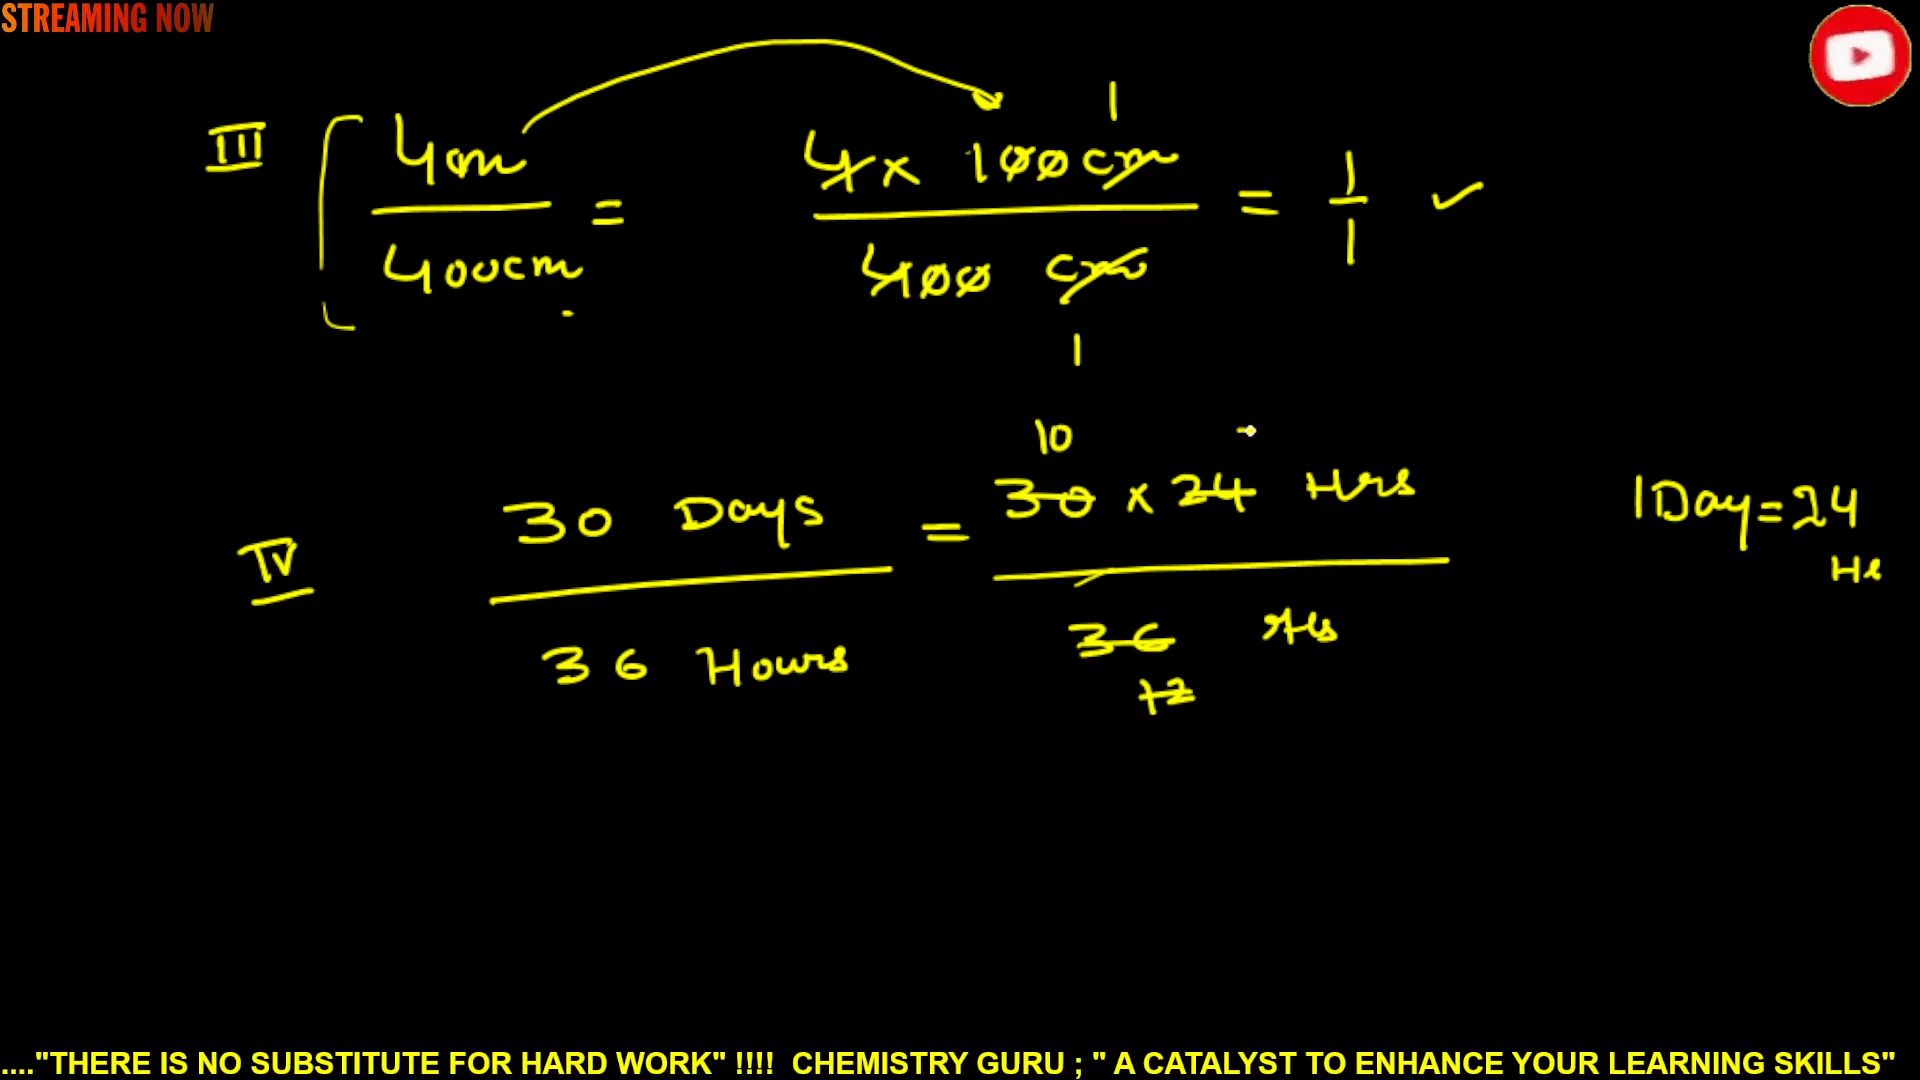 STREAMING NOW
III 4m / 400cm = 4 x 100cm / 400 cm = 1/1 ✓
1
1
10
IV 30 Days / 36 Hours = 30 x 24 Hrs / 36
12
1Day = 24
Hr
...."THERE IS NO SUBSTITUTE FOR HARD WORK" !!!! CHEMISTRY GURU ; " A CATALYST TO ENHANCE YOUR LEARNING SKILLS"